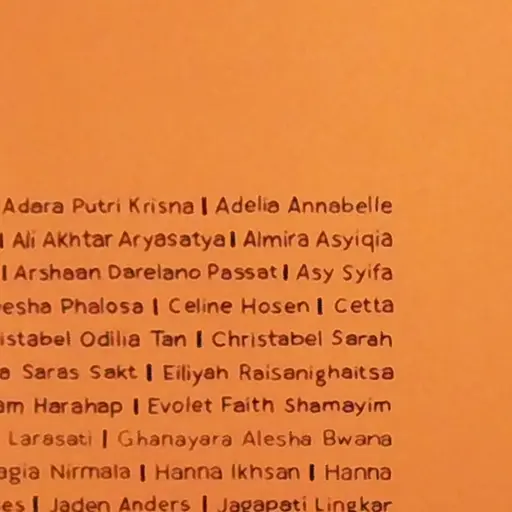 Adara Putri Krisna | Adelia Annabelle
| Ali Akhtar Aryasatya | Almira Asyiqia
| Arshaan Darelano Passat | Asy Syifa
esha Phalosa | Celine Hosen | Cetta
istabel Odilia Tan | Christabel Sarah
a Saras Sakt | Eiliyah Raisanighaitsa
am Harahap | Evolet Faith Shamayim
Larasati | Ghanayara Alesha Bwana
agia Nirmala | Hanna Ikhsan | Hanna
es | Jaden Anders | Jagapati Lingkar